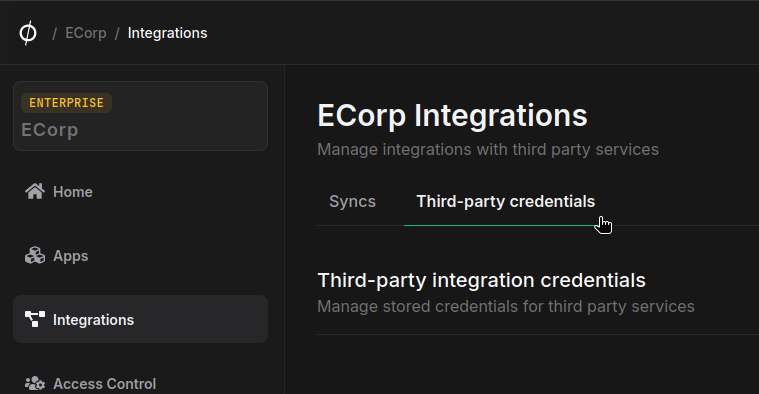 / ECorp / Integrations
ENTERPRISE
ECorp
Home
Apps
Integrations
Access Control
ECorp Integrations
Manage integrations with third party services
Syncs Third-party credentials
Third-party integration credentials
Manage stored credentials for third party services